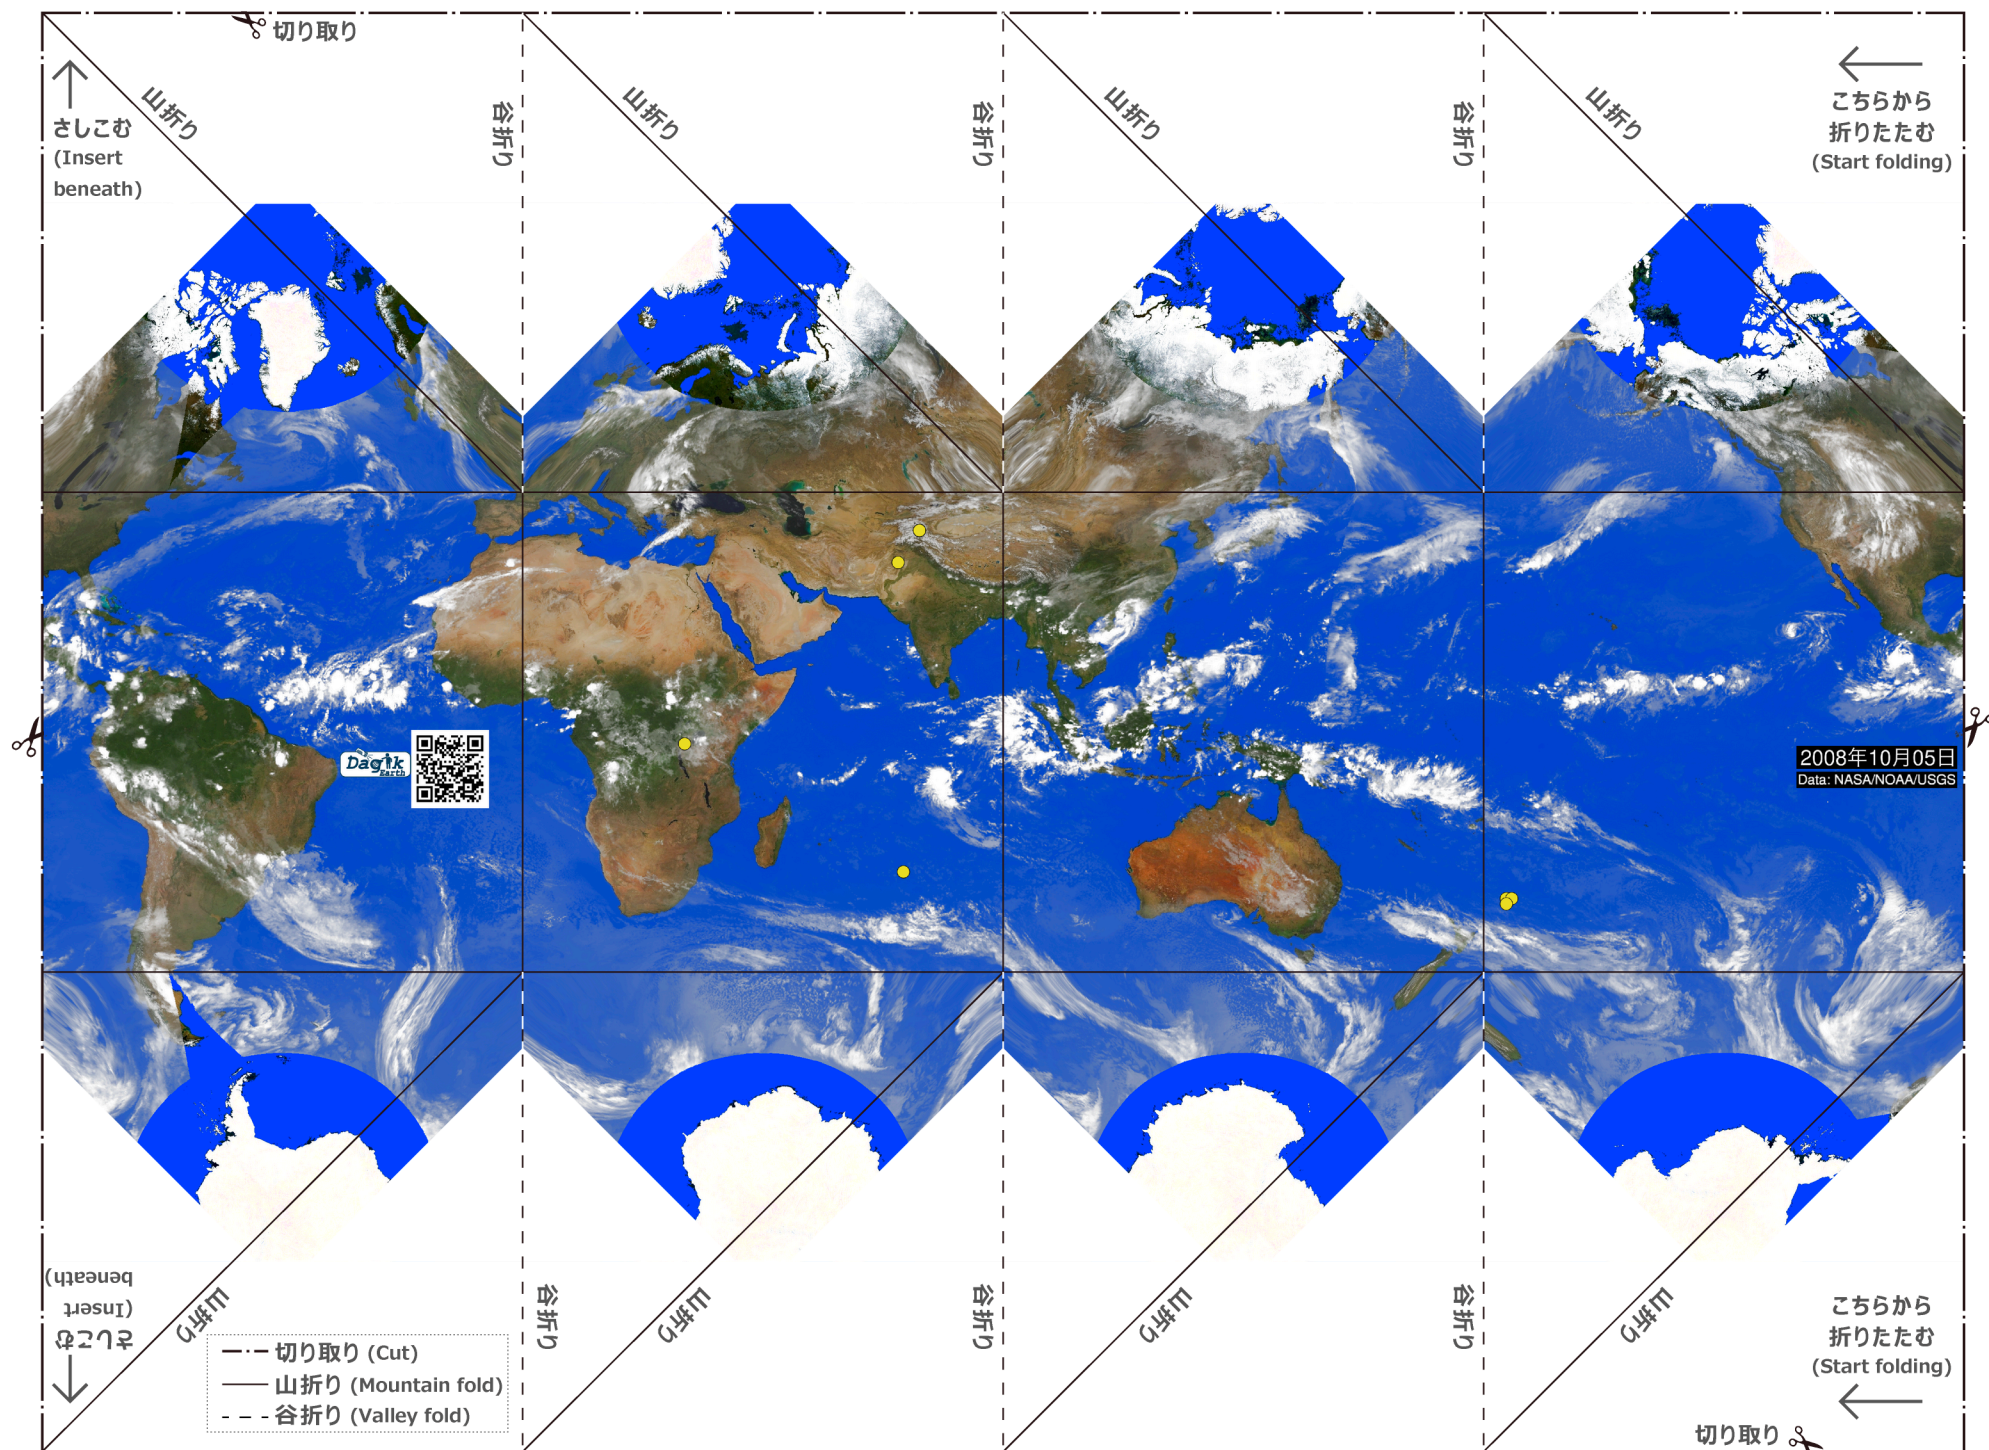 切り取り
さしこむ
(Insert
beneath)
山折り
谷折り
山折り
谷折り
山折り
谷折り
山折り
こちらから
折りたたむ
(Start folding)
Dagik
Earth
2008年10月05日
Data: NASA/NOAA/USGS
さしこむ
(Insert
beneath)
山折り
谷折り
山折り
谷折り
山折り
谷折り
山折り
こちらから
折りたたむ
(Start folding)
切り取り (Cut)
山折り (Mountain fold)
谷折り (Valley fold)
切り取り